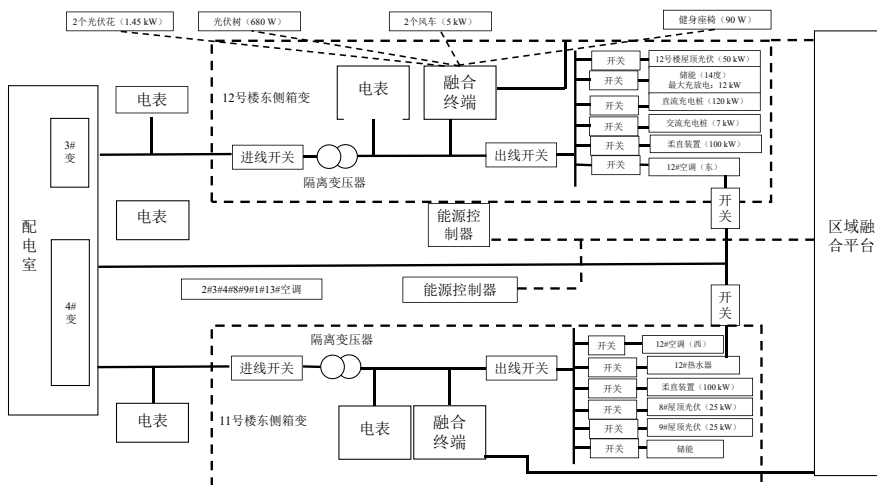 2个光伏花（1.45 kW）
光伏树（680 W）
2个风车（5 kW）
健身座椅（90 W）
12号楼东侧箱变
电表
融合
终端
开关
12号楼屋顶光伏（50 kW）
开关
储能（14度）
最大充放电：12 kW
开关
直流充电桩（120 kW）
开关
交流充电桩（7 kW）
开关
柔直装置（100 kW）
开关
12#空调（东）
电表
3#
变
进线开关
隔离变压器
出线开关
开
关
配
电
室
电表
能源控
制器
区域融
合平台
4#
变
2#3#4#8#9#1#13#空调
能源控制器
开
关
进线开关
隔离变压器
出线开关
开关
12#空调（西）
开关
12#热水器
开关
柔直装置（100 kW）
开关
8#屋顶光伏（25 kW）
开关
9#屋顶光伏（25 kW）
开关
储能
电表
11号楼东侧箱变
电表
融合
终端